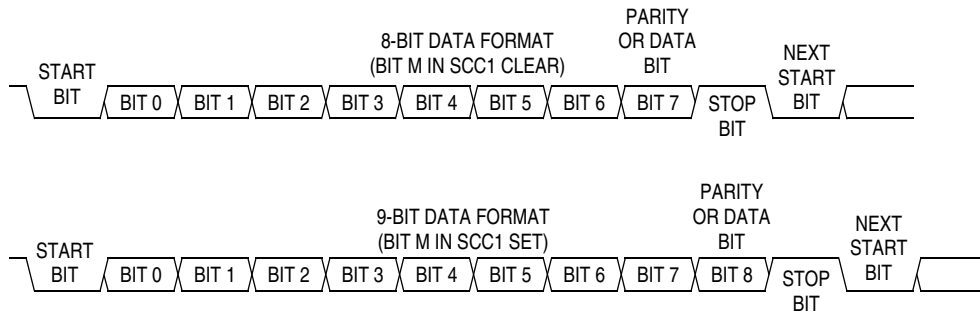 8-BIT DATA FORMAT
(BIT M IN SCC1 CLEAR)
PARITY
OR DATA
BIT
START
BIT
BIT 0
BIT 1
BIT 2
BIT 3
BIT 4
BIT 5
BIT 6
BIT 7
STOP
BIT
NEXT
START
BIT
9-BIT DATA FORMAT
(BIT M IN SCC1 SET)
PARITY
OR DATA
BIT
START
BIT
BIT 0
BIT 1
BIT 2
BIT 3
BIT 4
BIT 5
BIT 6
BIT 7
BIT 8
STOP
BIT
NEXT
START
BIT